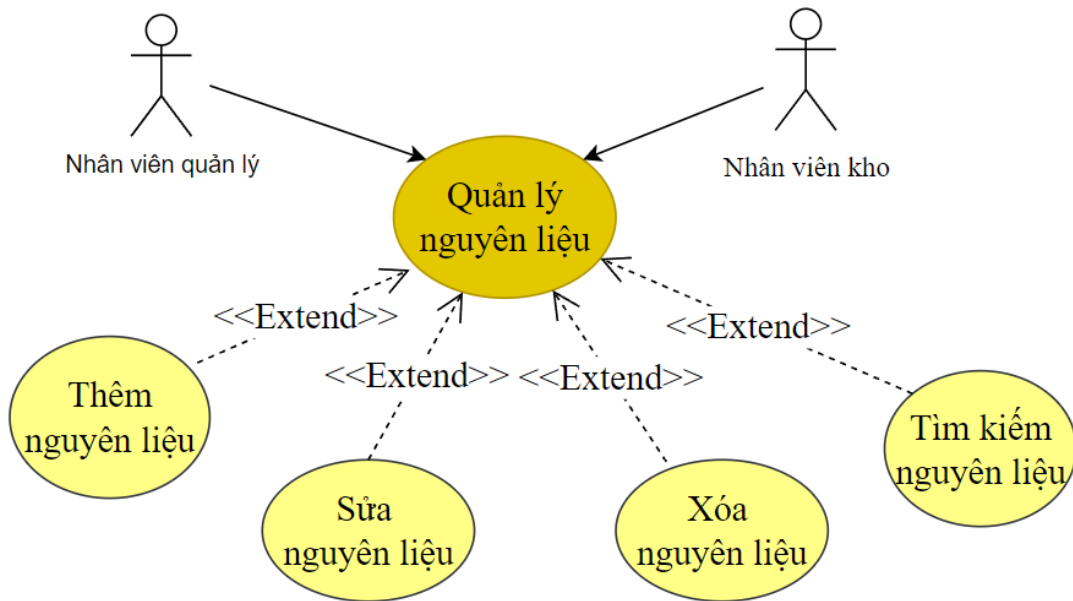 Nhân viên quản lý
Nhân viên kho
Quản lý
nguyên liệu
<<Extend>>
<<Extend>>
<<Extend>>
<<Extend>>
Thêm
nguyên liệu
Sửa
nguyên liệu
Xóa
nguyên liệu
Tìm kiếm
nguyên liệu